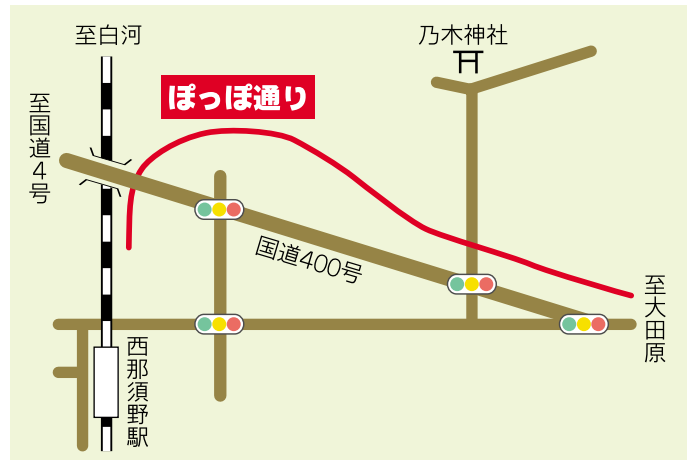 至白河
乃木神社
ぽっぽ通り
至国道4号
国道400号
至大田原
西那須野駅